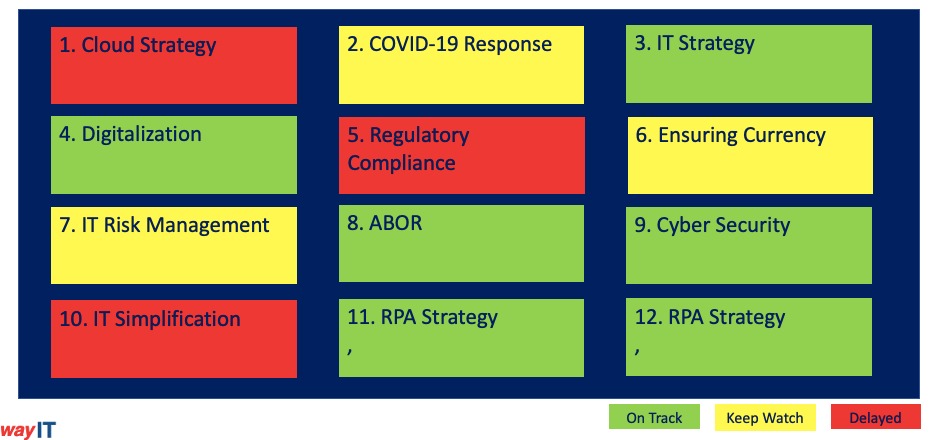 1. Cloud Strategy
2. COVID-19 Response
3. IT Strategy
4. Digitalization
5. Regulatory
Compliance
6. Ensuring Currency
7. IT Risk Management
8. ABOR
9. Cyber Security
10. IT Simplification
11. RPA Strategy
,
12. RPA Strategy
,
On Track
Keep Watch
Delayed
wayIT